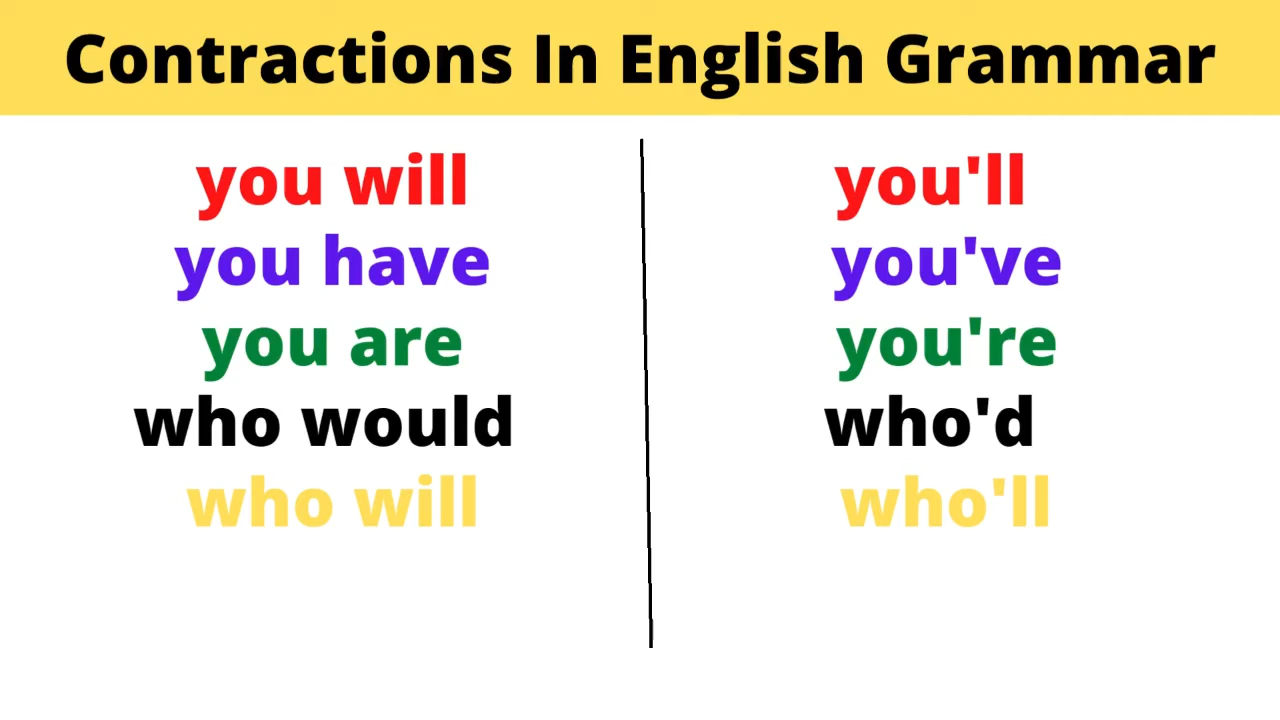 Contractions In English Grammar
you will you'll
you have you've
you are you're
who would who'd
who will who'll